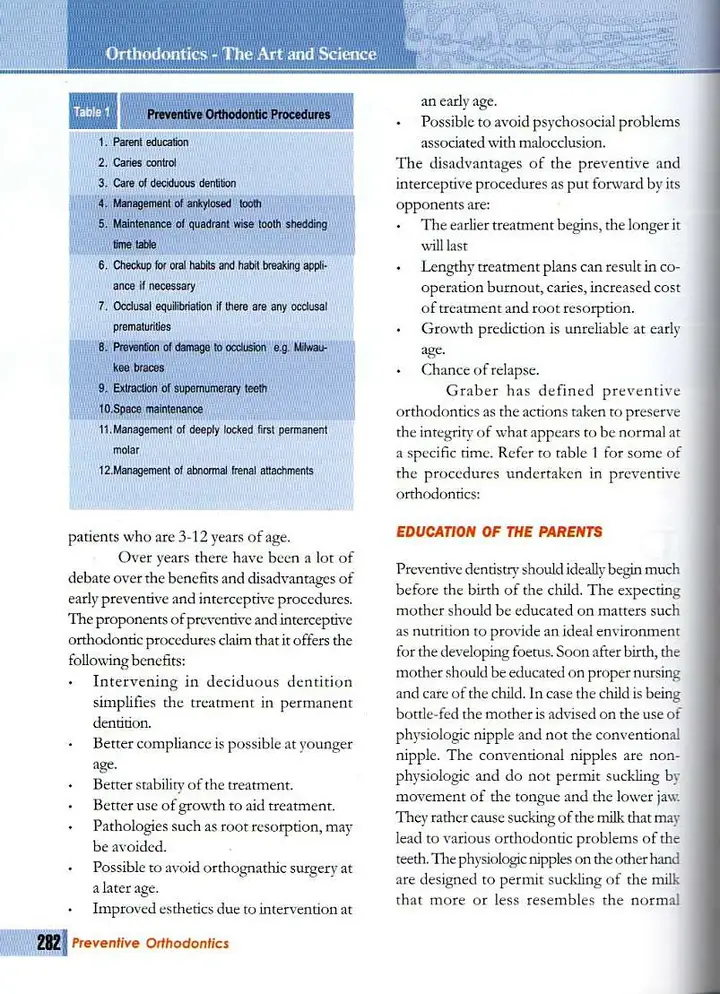 Orthodontics - The Art and Science
Table 1
Preventive Orthodontic Procedures
1. Parent education
2. Caries control
3. Care of deciduous dentition
4. Management of ankylosed tooth
5. Maintenance of quadrant wise tooth shedding
time table
6. Checkup for oral habits and habit breaking appli-
ance if necessary
7. Occlusal equilibriation if there are any occlusal
prematurities
8. Prevention of damage to occlusion e.g. Milwau-
kee braces
9. Extraction of supernumerary teeth
10.Space maintenance
11.Management of deeply locked first permanent
molar
12.Management of abnormal frenal attachments
patients who are 3-12 years of age.
Over years there have been a lot of
debate over the benefits and disadvantages of
early preventive and interceptive procedures.
The proponents of preventive and interceptive
orthodontic procedures claim that it offers the
following benefits:
• Intervening in deciduous dentition
simplifies the treatment in permanent
dentition.
• Better compliance is possible at younger
age.
• Better stability of the treatment.
• Better use of growth to aid treatment.
• Pathologies such as root resorption, may
be avoided.
• Possible to avoid orthognathic surgery at
a later age.
• Improved esthetics due to intervention at
an early age.
• Possible to avoid psychosocial problems
associated with malocclusion.
The disadvantages of the preventive and
interceptive procedures as put forward by its
opponents are:
• The earlier treatment begins, the longer it
will last
• Lengthy treatment plans can result in co-
operation burnout, caries, increased cost
of treatment and root resorption.
• Growth prediction is unreliable at early
age.
• Chance of relapse.
Graber has defined preventive
orthodontics as the actions taken to preserve
the integrity of what appears to be normal at
a specific time. Refer to table 1 for some of
the procedures undertaken in preventive
orthodontics:
EDUCATION OF THE PARENTS
Preventive dentistry should ideally begin much
before the birth of the child. The expecting
mother should be educated on matters such
as nutrition to provide an ideal environment
for the developing foetus. Soon after birth, the
mother should be educated on proper nursing
and care of the child. In case the child is being
bottle-fed the mother is advised on the use of
physiologic nipple and not the conventional
nipple. The conventional nipples are non-
physiologic and do not permit suckling by
movement of the tongue and the lower jaw.
They rather cause sucking of the milk that may
lead to various orthodontic problems of the
teeth. The physiologic nipples on the other hand
are designed to permit suckling of the milk
that more or less resembles the normal
282 Preventive Orthodontics